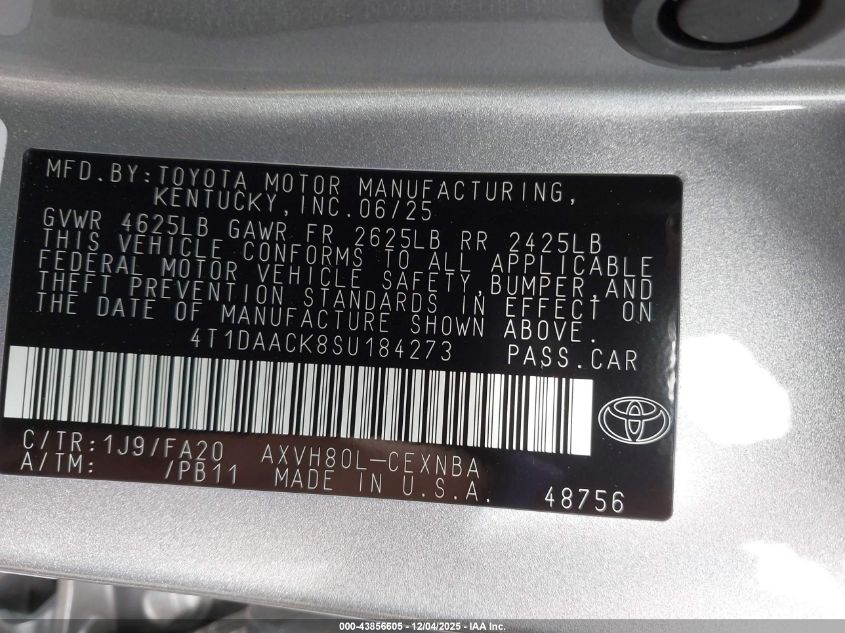 MFD.BY:TOYOTA MOTOR MANUFACTURING,
KENTUCKY,INC.06/25
GVWR 4625LB GAWR FR 2625LB RR 2425LB
THIS VEHICLE CONFORMS TO ALL APPLICABLE
FEDERAL MOTOR VEHICLE SAFETY,BUMPER,AND
THEFT PREVENTION STANDARDS IN EFFECT ON
THE DATE OF MANUFACTURE SHOWN ABOVE.
4T1DAACK8SU184273 PASS.CAR
C/TR:1J9/FA20 AXVH80L-CEXNBA
A/TM: /PB11 MADE IN U.S.A. 48756
000-43856605 - 12/04/2025 - © IAA Inc.